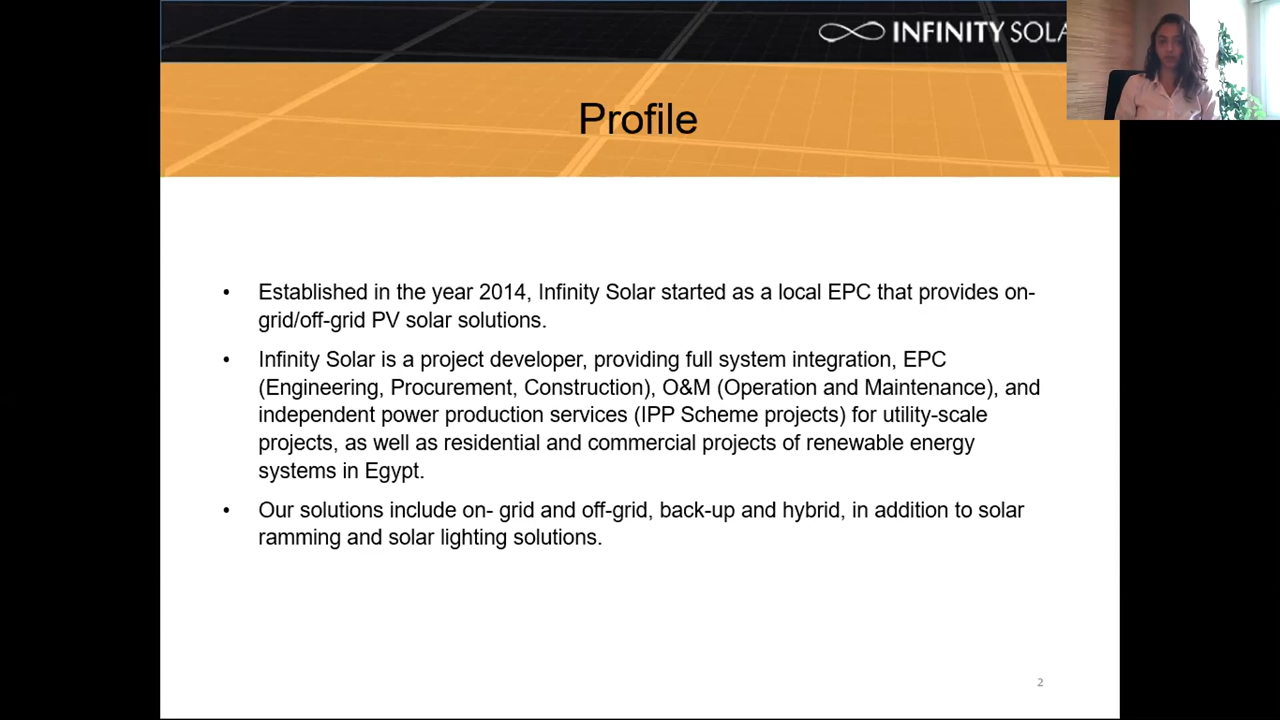 INFINITY SOLA
Profile
• Established in the year 2014, Infinity Solar started as a local EPC that provides on-
grid/off-grid PV solar solutions.
• Infinity Solar is a project developer, providing full system integration, EPC
(Engineering, Procurement, Construction), O&M (Operation and Maintenance), and
independent power production services (IPP Scheme projects) for utility-scale
projects, as well as residential and commercial projects of renewable energy
systems in Egypt.
• Our solutions include on- grid and off-grid, back-up and hybrid, in addition to solar
ramming and solar lighting solutions.
2